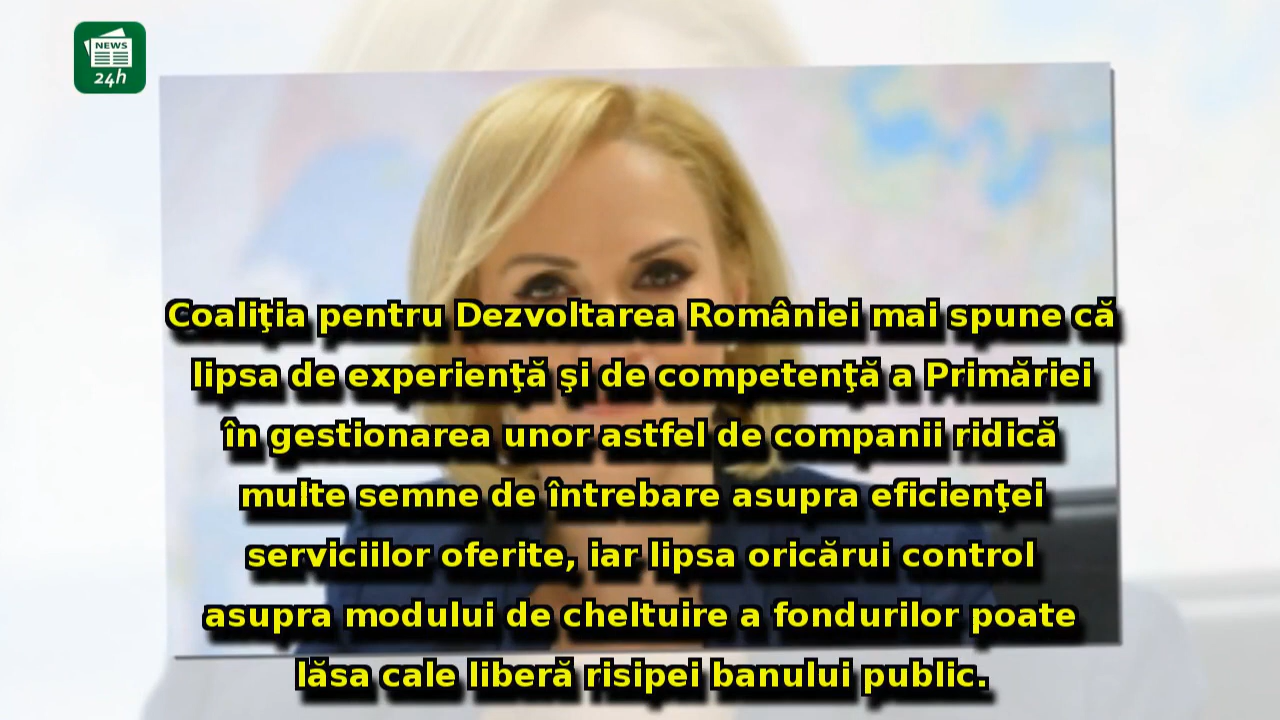 NEWS
24h
Coaliţia pentru Dezvoltarea României mai spune că
lipsa de experienţă şi de competenţă a Primăriei
în gestionarea unor astfel de companii ridică
multe semne de întrebare asupra eficienţei
serviciilor oferite, iar lipsa oricărui control
asupra modului de cheltuire a fondurilor poate
lăsa cale liberă risipei banului public.